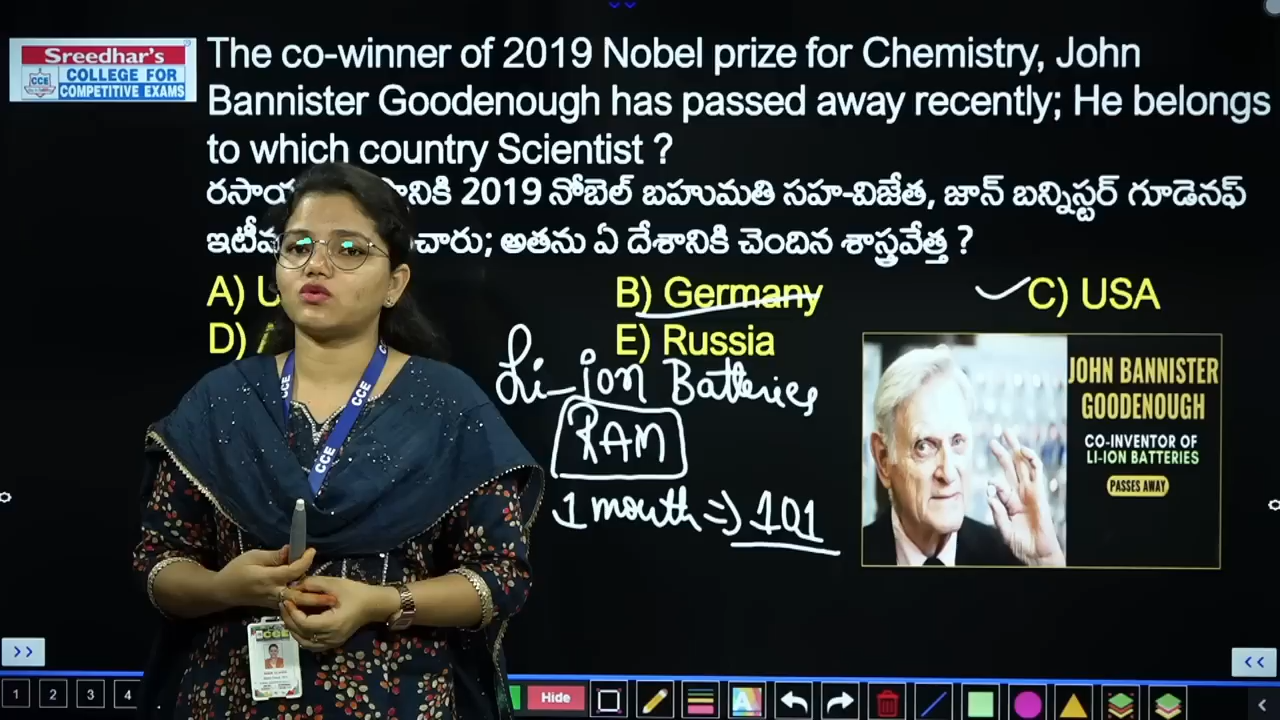 Sreedhar's
COLLEGE FOR
CCE
COMPETITIVE EXAMS
The co-winner of 2019 Nobel prize for Chemistry, John
Bannister Goodenough has passed away recently; He belongs
to which country Scientist ?
2019 నోబెల్ బహుమతి సహ-విజేత, జాన్ బన్నిస్టర్ గూడెనఫ్
అతను ఏ దేశానికి చెందిన శాస్త్రవేత్త ?
A) B) Germany C) USA
D) E) Russia
Li-ion Batteries
RAM
1 month => 101
JOHN BANNISTER
GOODENOUGH
CO-INVENTOR OF
LI-ION BATTERIES
PASSES AWAY
CCE
CCE
CCE
CCE
>>
<<
1 2 3 4
Hide
A